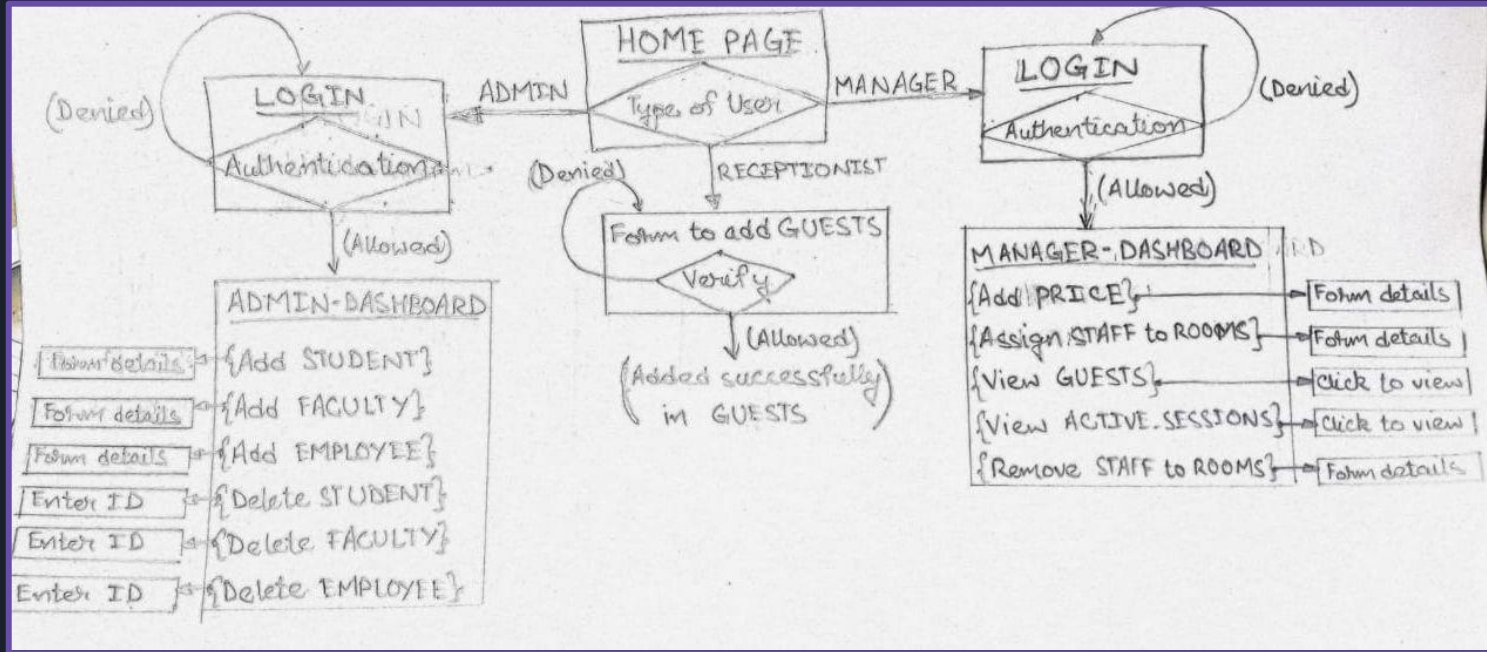 HOME PAGE
Type of User
ADMIN
MANAGER
RECEPTIONIST
LOGIN
Authentication
(Denied)
(Allowed)
ADMIN-DASHBOARD
{Add STUDENT}
Form details
{Add FACULTY}
Form details
{Add EMPLOYEE}
Form details
{Delete STUDENT}
Enter ID
{Delete FACULTY}
Enter ID
{Delete EMPLOYEE}
Enter ID
(Denied)
Form to add GUESTS
Verify
(Allowed)
(Added successfully
in GUESTS)
LOGIN
Authentication
(Denied)
(Allowed)
MANAGER-DASHBOARD
{Add PRICE}
Form details
{Assign STAFF to ROOMS}
Form details
{View GUESTS}
Click to view
{View ACTIVE-SESSIONS}
Click to view
{Remove STAFF to ROOMS}
Form details